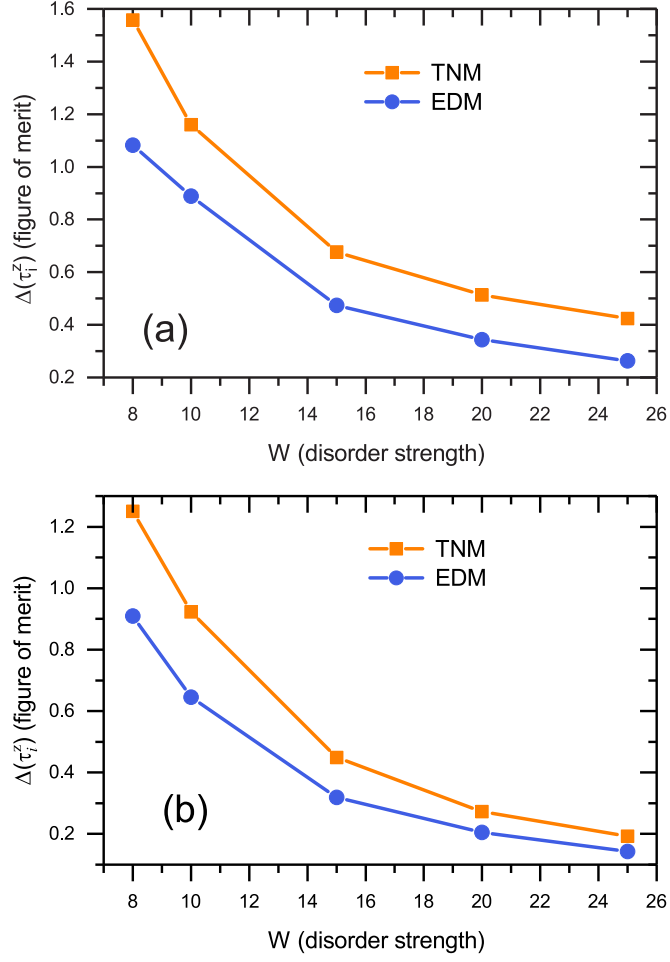 1.6
1.4
1.2
1.0
0.8
0.6
0.4
0.2
Δ(τᵢᶻ) (figure of merit)
TNM
EDM
(a)
8 10 12 14 16 18 20 22 24 26
W (disorder strength)
1.2
1.0
0.8
0.6
0.4
0.2
Δ(τᵢᶻ) (figure of merit)
TNM
EDM
(b)
8 10 12 14 16 18 20 22 24 26
W (disorder strength)